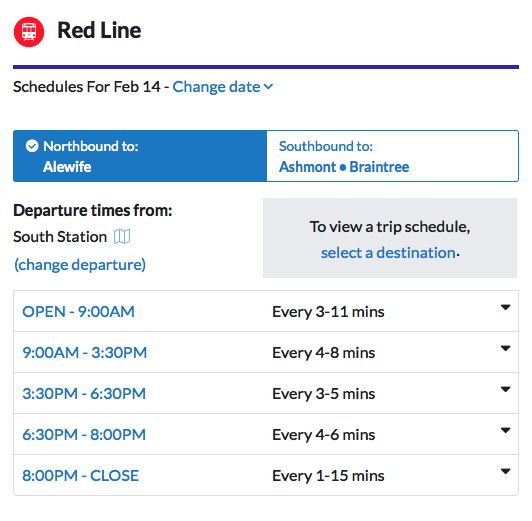 Red Line
Schedules For Feb 14 - Change date
Northbound to:
Alewife
Southbound to:
Ashmont • Braintree
Departure times from:
South Station
(change departure)
To view a trip schedule,
select a destination.
OPEN - 9:00AM Every 3-11 mins
9:00AM - 3:30PM Every 4-8 mins
3:30PM - 6:30PM Every 3-5 mins
6:30PM - 8:00PM Every 4-6 mins
8:00PM - CLOSE Every 1-15 mins